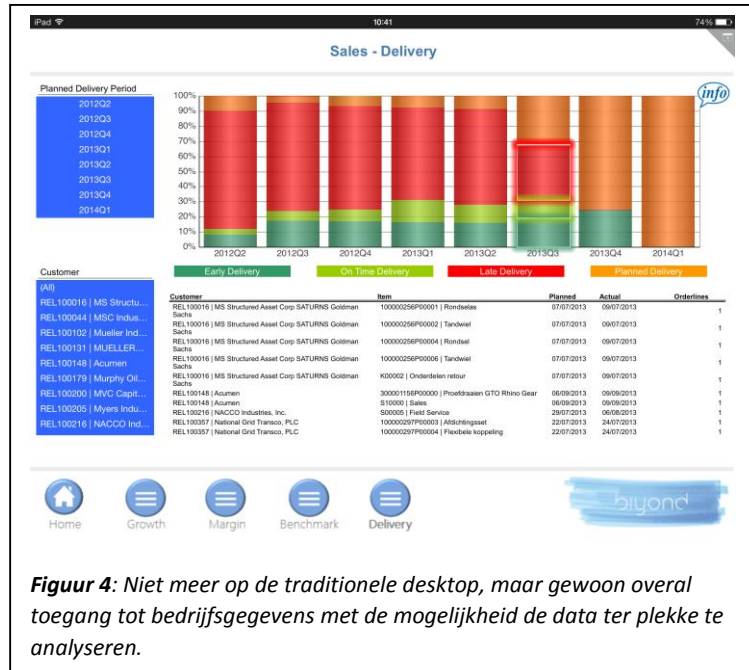 iPad 10:41 74%
Sales - Delivery
Planned Delivery Period
2012Q2
2012Q3
2012Q4
2013Q1
2013Q2
2013Q3
2013Q4
2014Q1
info
100%
90%
80%
70%
60%
50%
40%
30%
20%
10%
0%
2012Q2 2012Q3 2012Q4 2013Q1 2013Q2 2013Q3 2013Q4 2014Q1
Early Delivery On Time Delivery Late Delivery Planned Delivery
Customer
(All)
REL100016 | MS Structu...
REL100044 | MSC Indus...
REL100102 | Mueller Ind...
REL100131 | MUELLER...
REL100148 | Acumen
REL100179 | Murphy Oil...
REL100200 | MVC Capit...
REL100205 | Myers Indu...
REL100216 | NACCO Ind...
Customer Item Planned Actual Orderlines
REL100016 | MS Structured Asset Corp SATURNS Goldman 100000256P00001 | Rondselas 07/07/2013 09/07/2013 1
Sachs
REL100016 | MS Structured Asset Corp SATURNS Goldman 100000256P00002 | Tandwiel 07/07/2013 09/07/2013 1
Sachs
REL100016 | MS Structured Asset Corp SATURNS Goldman 100000256P00004 | Rondsel 07/07/2013 09/07/2013 1
Sachs
REL100016 | MS Structured Asset Corp SATURNS Goldman 100000256P00006 | Tandwiel 07/07/2013 09/07/2013 1
Sachs
REL100016 | MS Structured Asset Corp SATURNS Goldman K00002 | Onderdelen retour 07/07/2013 09/07/2013 1
Sachs
REL100148 | Acumen 300001156P00000 | Proefdraaien GTO Rhino Gear 06/09/2013 09/09/2013 1
REL100148 | Acumen S10000 | Sales 06/09/2013 09/09/2013 1
REL100216 | NACCO Industries, Inc. S00005 | Field Service 29/07/2013 06/08/2013 1
REL100357 | National Grid Transco, PLC 100000297P00003 | Afdichtingsset 22/07/2013 24/07/2013 1
REL100357 | National Grid Transco, PLC 100000297P00004 | Flexibele koppeling 22/07/2013 24/07/2013 1
Home Growth Margin Benchmark Delivery
biyond
Figuur 4: Niet meer op de traditionele desktop, maar gewoon overal
toegang tot bedrijfsgegevens met de mogelijkheid de data ter plekke te
analyseren.